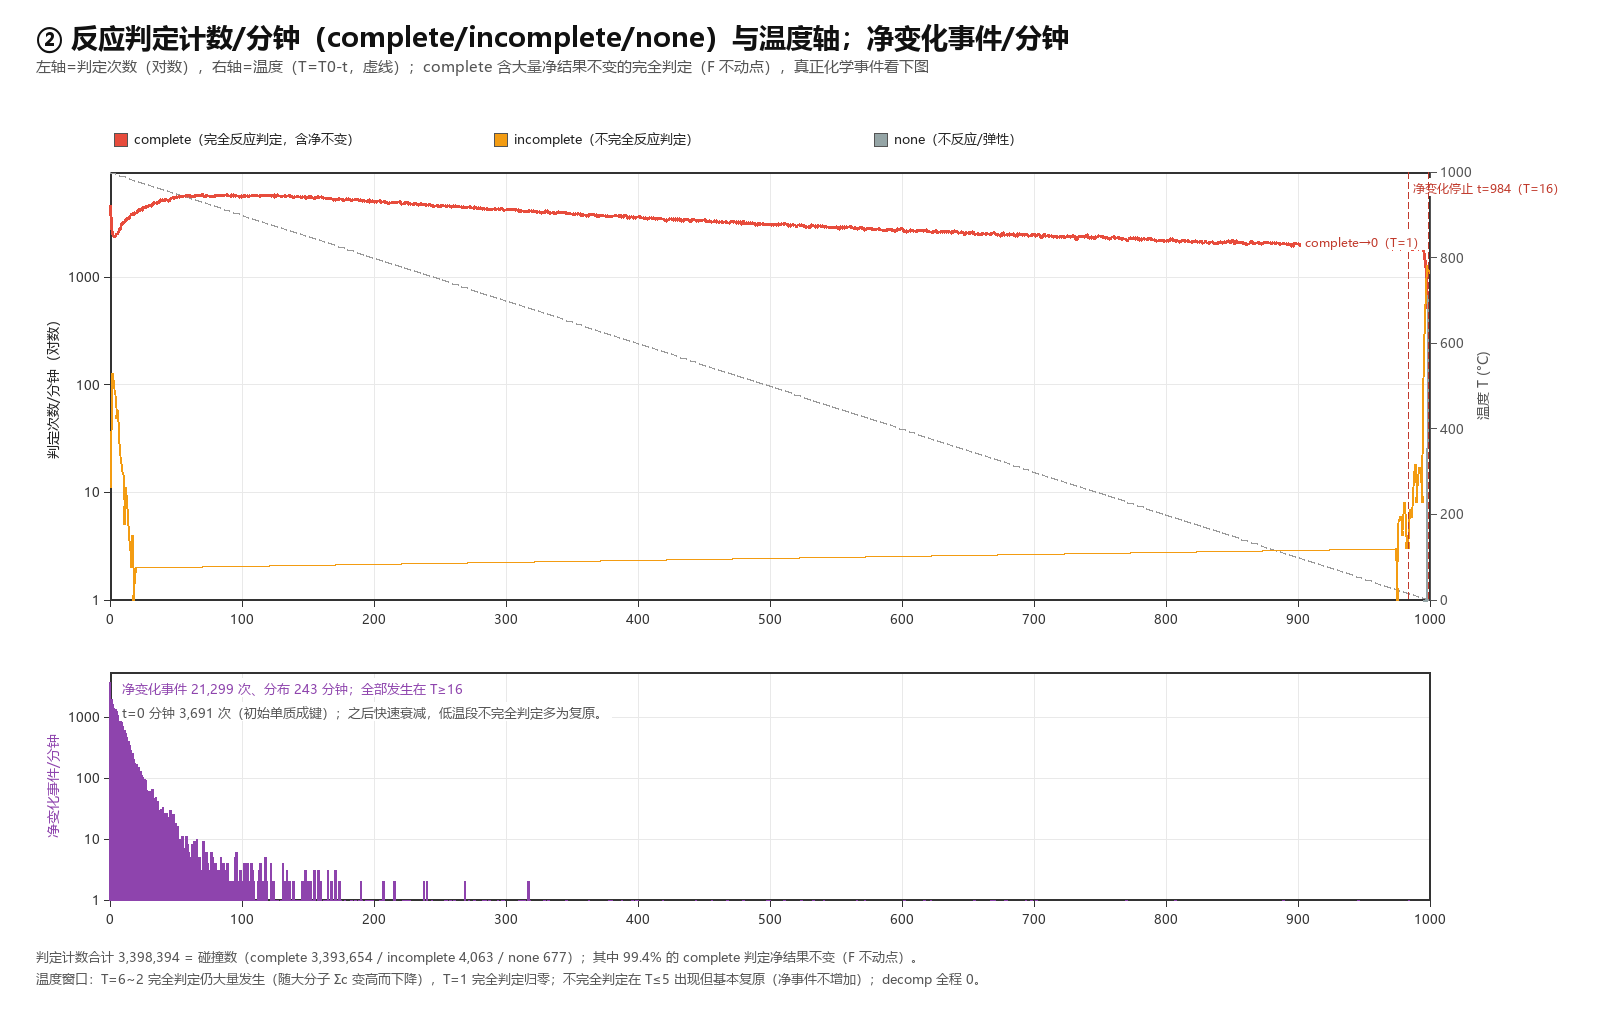 ② 反应判定计数/分钟（complete/incomplete/none）与温度轴；净变化事件/分钟
左轴=判定次数（对数），右轴=温度（T=T0-t，虚线）；complete 含大量净结果不变的完全判定（F 不动点），真正化学事件看下图
complete（完全反应判定，含净不变）
incomplete（不完全反应判定）
none（不反应/弹性）
净变化停止 t=984（T=16）
complete→0（T=1）
判定次数/分钟（对数）
1000
100
10
1
温度 T (°C)
1000
800
600
400
200
0
0 100 200 300 400 500 600 700 800 900 1000
净变化事件 21,299 次、分布 243 分钟；全部发生在 T≥16
t=0 分钟 3,691 次（初始单质成键）；之后快速衰减，低温段不完全判定多为复原。
净变化事件/分钟
1000
100
10
1
0 100 200 300 400 500 600 700 800 900 1000
判定计数合计 3,398,394 = 碰撞数（complete 3,393,654 / incomplete 4,063 / none 677）；其中 99.4% 的 complete 判定净结果不变（F 不动点）。
温度窗口：T=6~2 完全判定仍大量发生（随大分子 Σc 变高而下降），T=1 完全判定归零；不完全判定在 T≤5 出现但基本复原（净事件不增加）；decomp 全程 0。